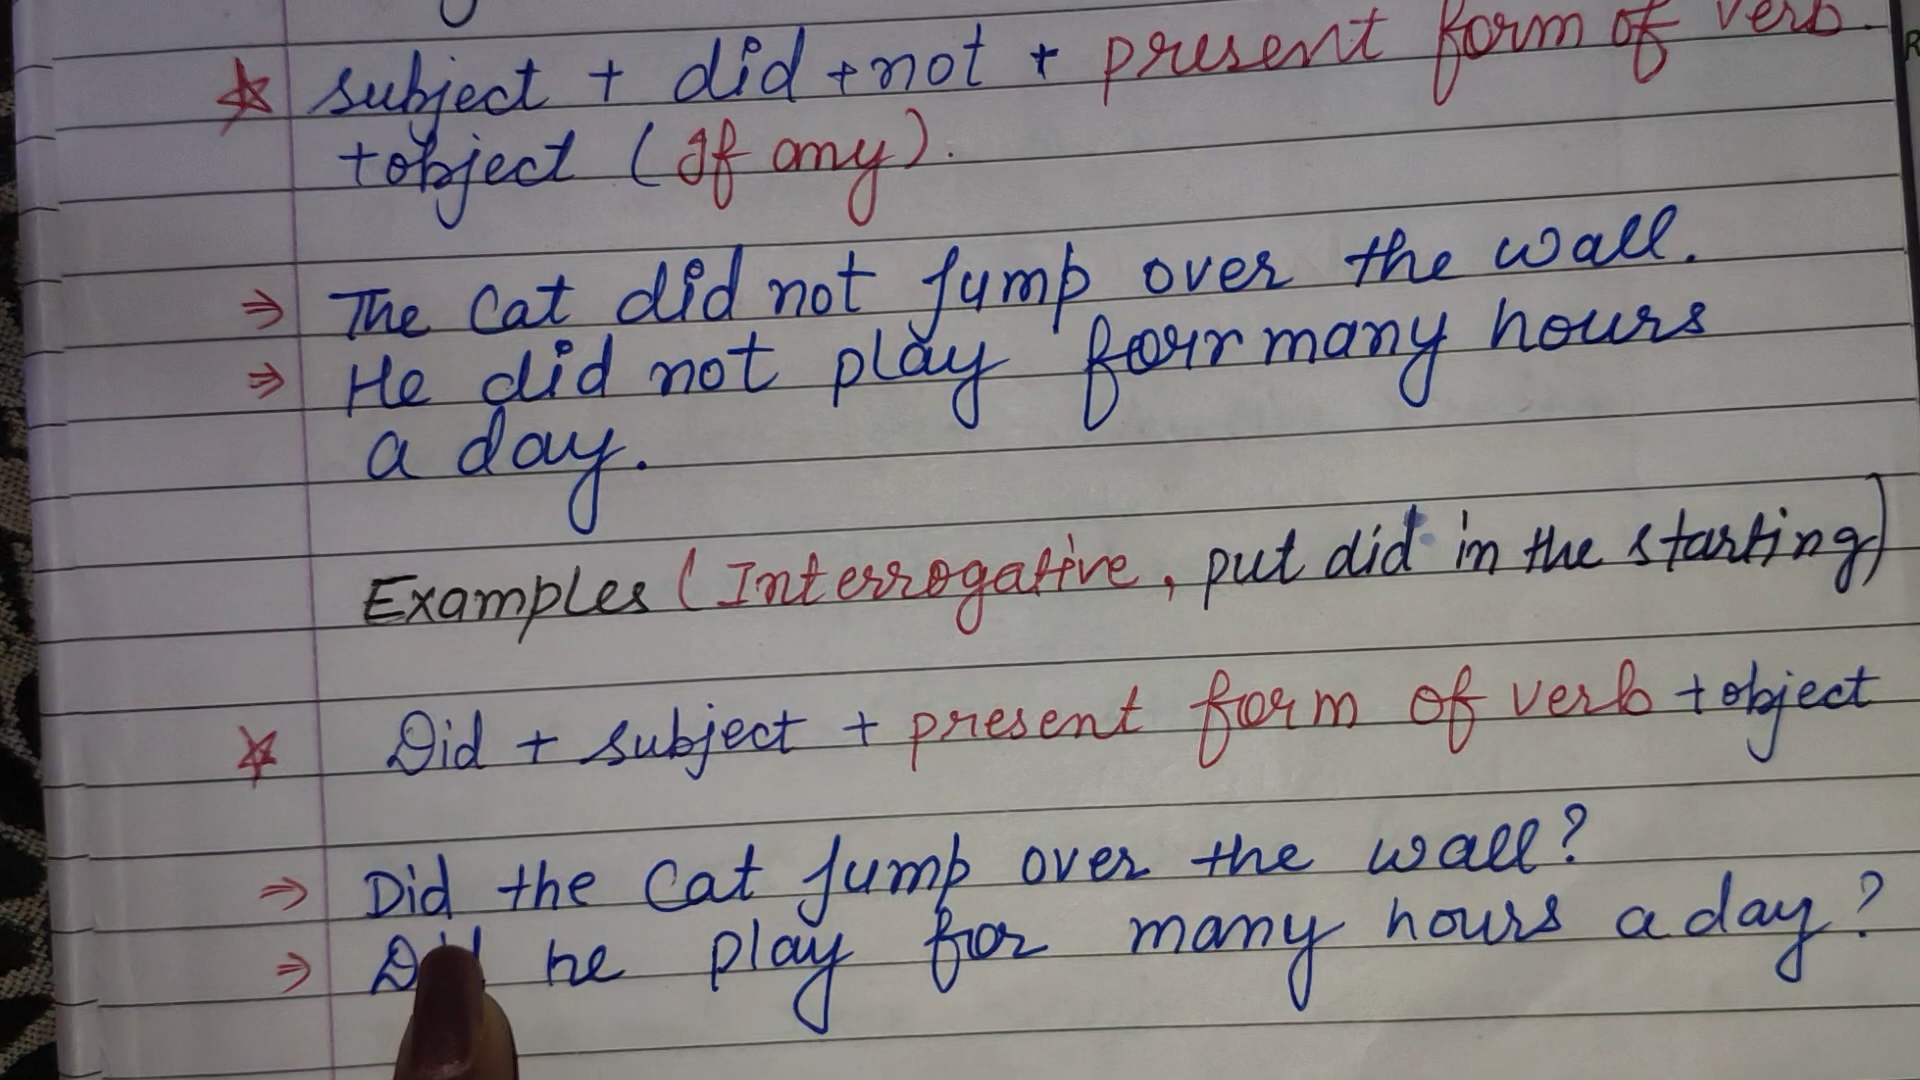 subject + did + not + present form of verb.
+ object (If any).
The Cat did not jump over the wall.
He did not play for many hours
a day.
Examples (Interrogative, put did in the starting)
Did + subject + present form of verb + object
Did the Cat jump over the wall?
Did he play for many hours a day?